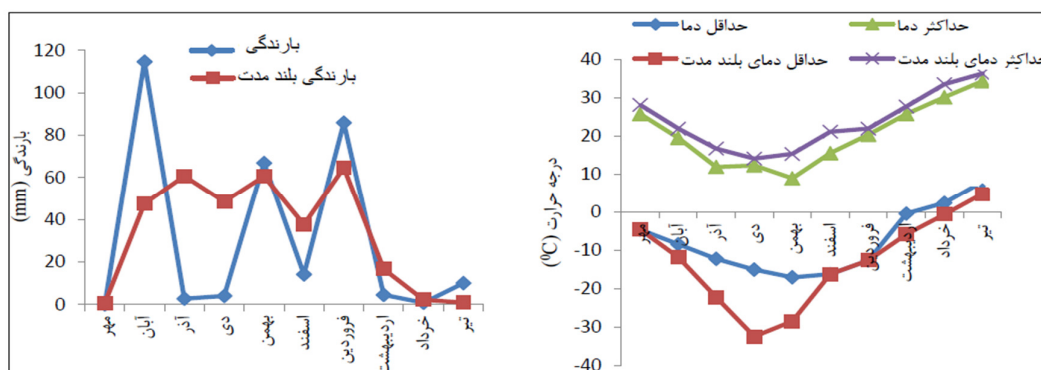 بارندگی
بارندگی بلند مدت
بارندگی (mm)
120
100
80
60
40
20
0
مهر
آبان
آذر
دی
بهمن
اسفند
فروردین
اردیبهشت
خرداد
تیر
حداقل دما
حداکثر دما
حداقل دمای بلند مدت
حداکثر دمای بلند مدت
درجه حرارت (⁰C)
40
30
20
10
0
-10
-20
-30
-40
مهر
آبان
آذر
دی
بهمن
اسفند
فروردین
اردیبهشت
خرداد
تیر